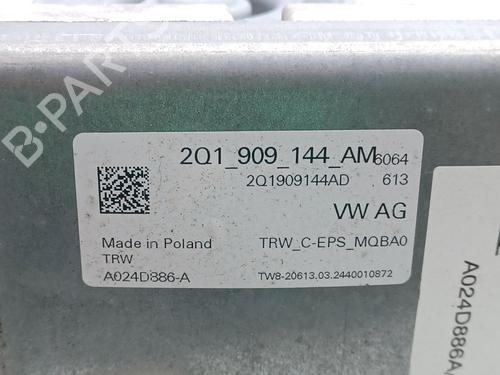 2Q1_909_144_AM 6064
2Q1909144AD 613
VW AG
Made in Poland
TRW_C-EPS_MQBA0
TRW
A024D886-A
TW8-20613.03.2440010872
A024D886A
B-PARTS